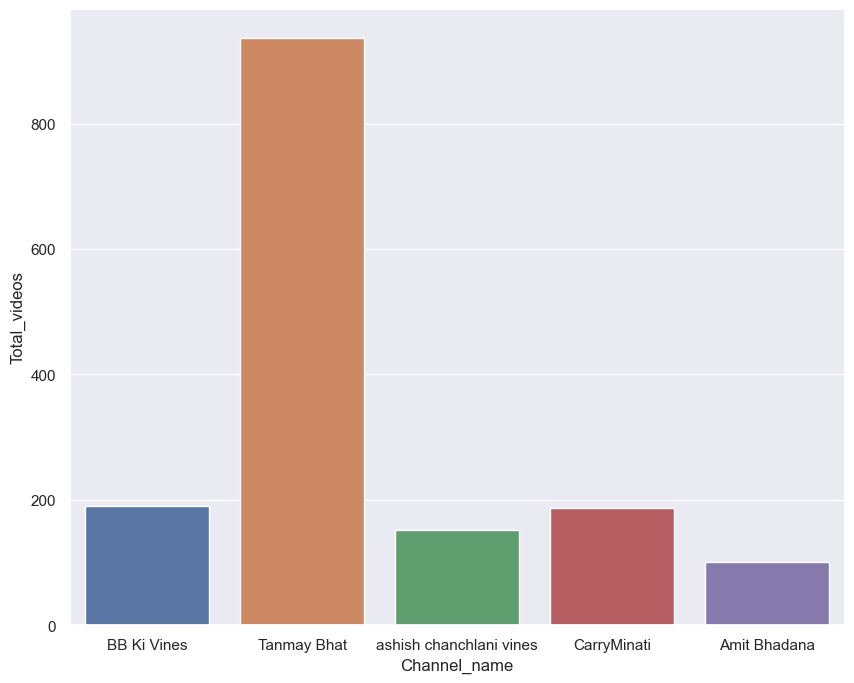 800
600
400
200
0
Total_videos
BB Ki Vines
Tanmay Bhat
ashish chanchlani vines
CarryMinati
Amit Bhadana
Channel_name